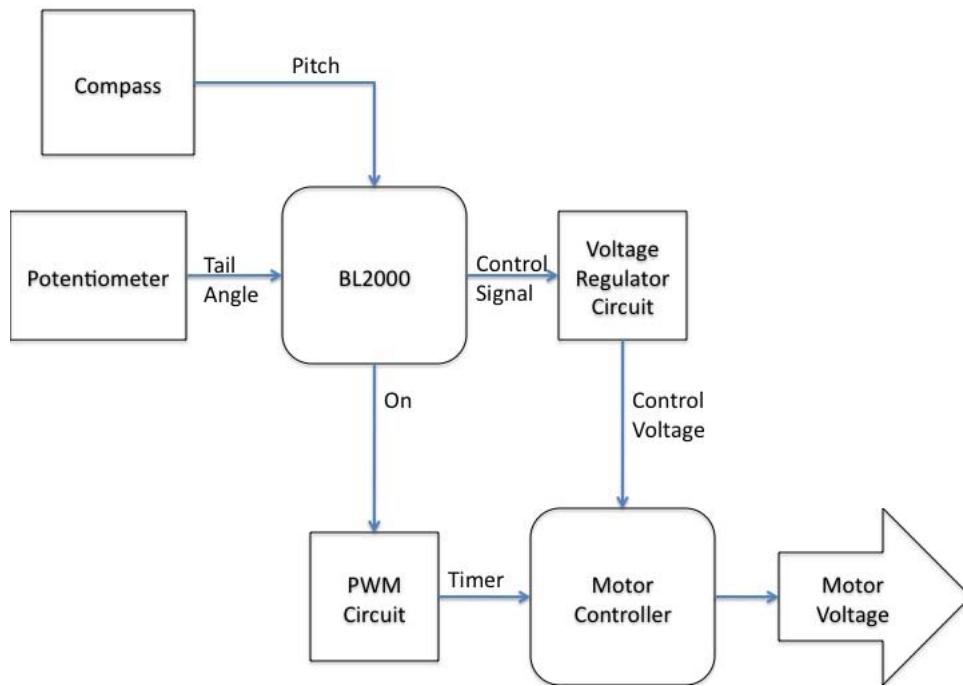 Compass
Pitch
Potentiometer
Tail
Angle
BL2000
Control
Signal
Voltage
Regulator
Circuit
On
Control
Voltage
PWM
Circuit
Timer
Motor
Controller
Motor
Voltage